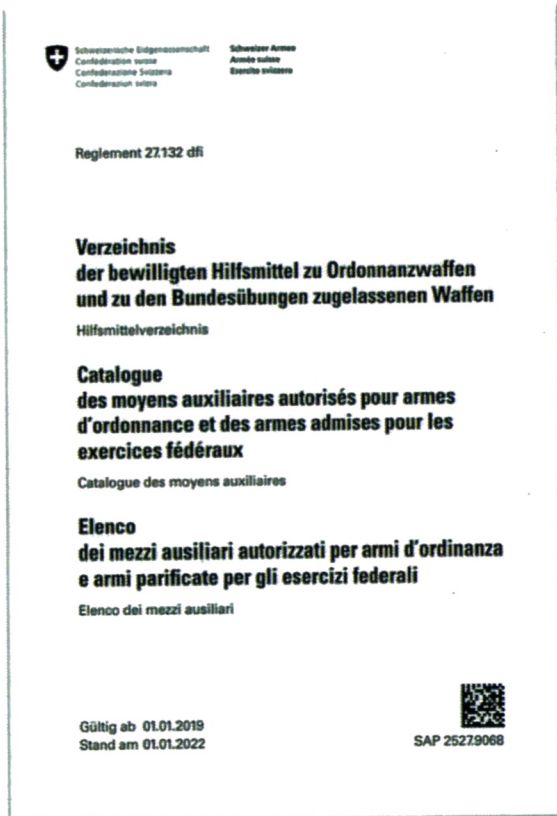 Schweizerische Eidgenossenschaft
Confédération suisse
Confederazione Svizzera
Confederaziun svizra
Schweizer Armee
Armée suisse
Esercito svizzero
Reglement 27.132 dfi
Verzeichnis
der bewilligten Hilfsmittel zu Ordonnanzwaffen
und zu den Bundesübungen zugelassenen Waffen
Hilfsmittelverzeichnis
Catalogue
des moyens auxiliaires autorisés pour armes
d'ordonnance et des armes admises pour les
exercices fédéraux
Catalogue des moyens auxiliaires
Elenco
dei mezzi ausiliari autorizzati per armi d'ordinanza
e armi parificate per gli esercizi federali
Elenco dei mezzi ausiliari
Gültig ab 01.01.2019
Stand am 01.01.2022
SAP 2527.9068